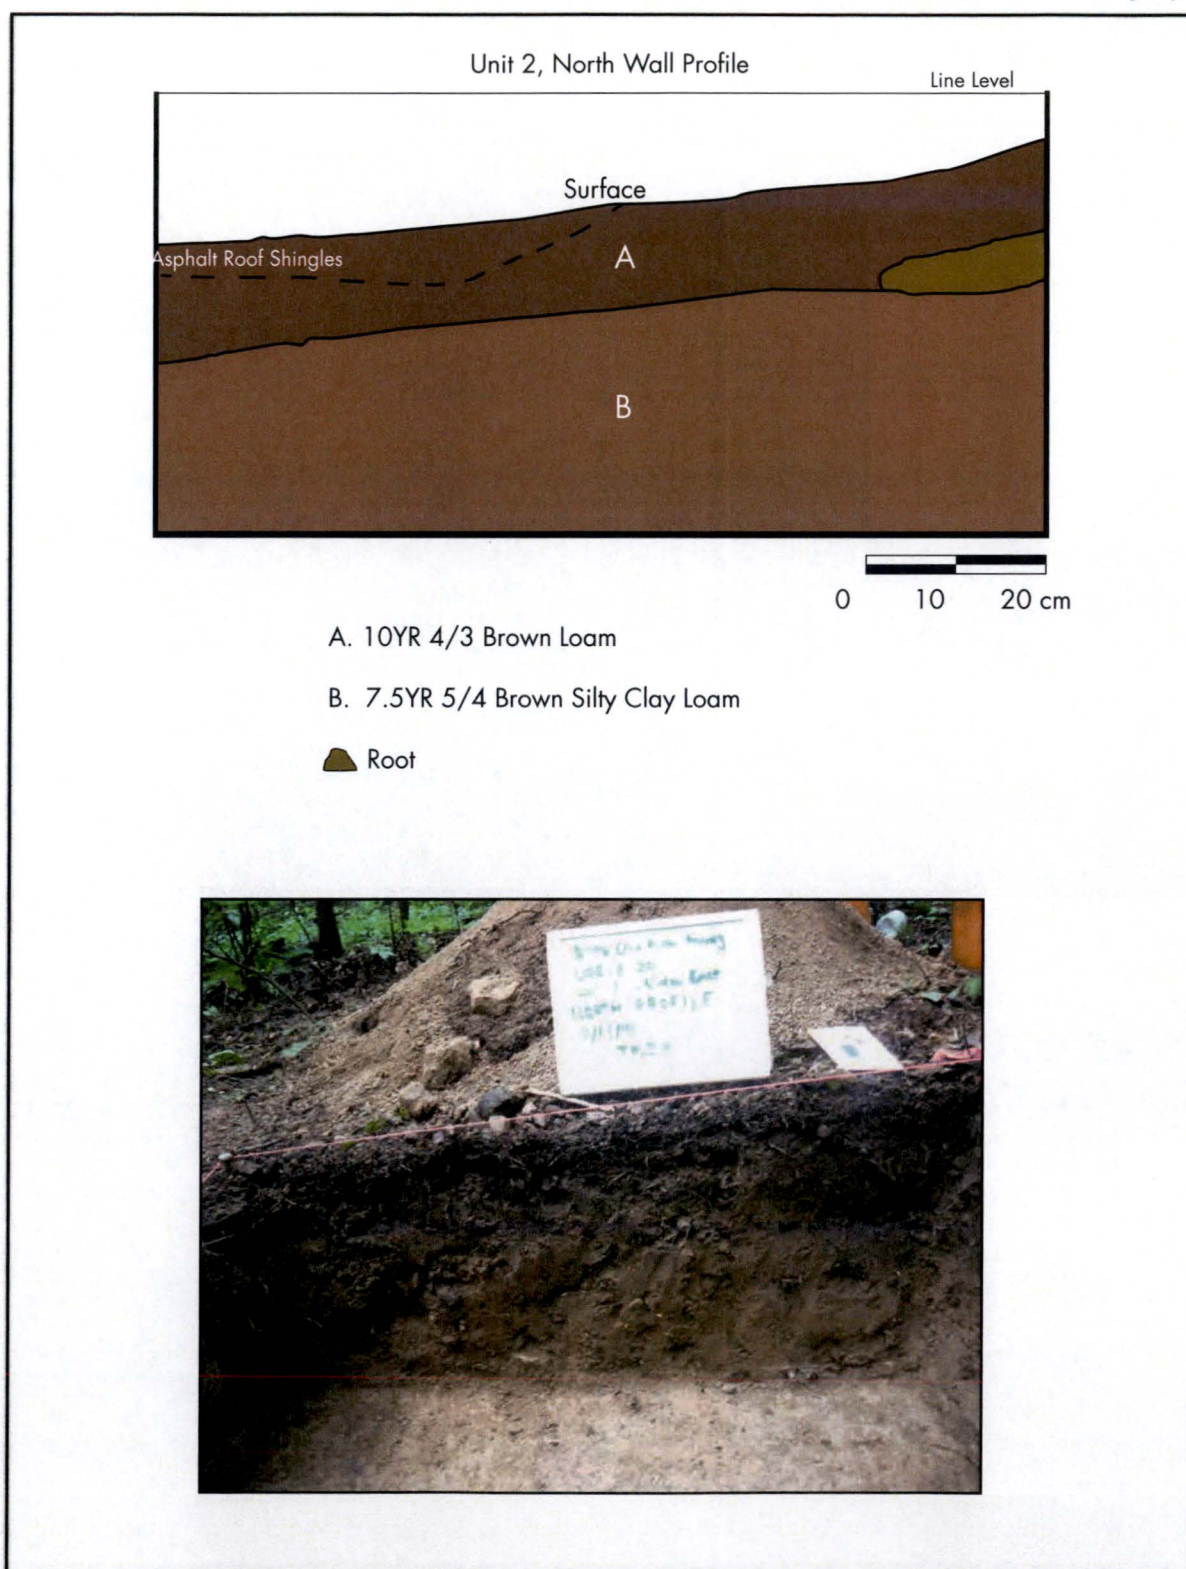 Unit 2, North Wall Profile
Line Level
Surface
Asphalt Roof Shingles
A
B
0 10 20 cm
A. 10YR 4/3 Brown Loam
B. 7.5YR 5/4 Brown Silty Clay Loam
Root